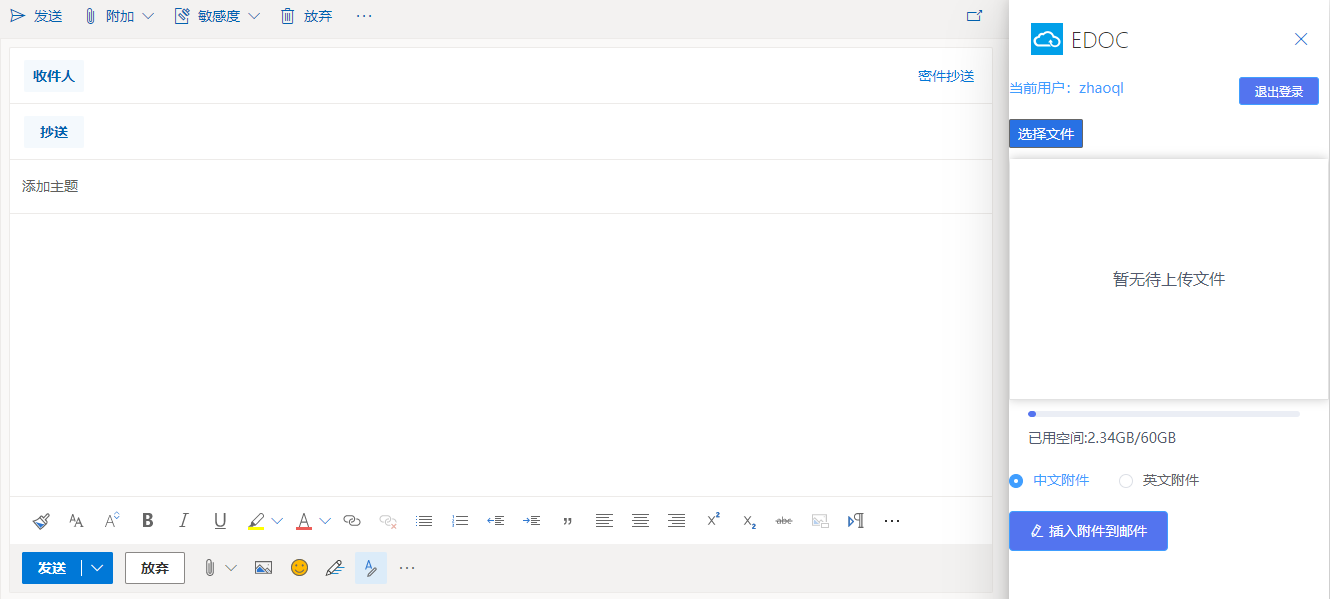 发送 附加 敏感度 放弃 ···
收件人 密件抄送
抄送
添加主题
B I U A ” X² X₂ abc ···
发送 放弃 ···
EDOC
当前用户：zhaoql 退出登录
选择文件
暂无待上传文件
已用空间:2.34GB/60GB
中文附件 英文附件
插入附件到邮件